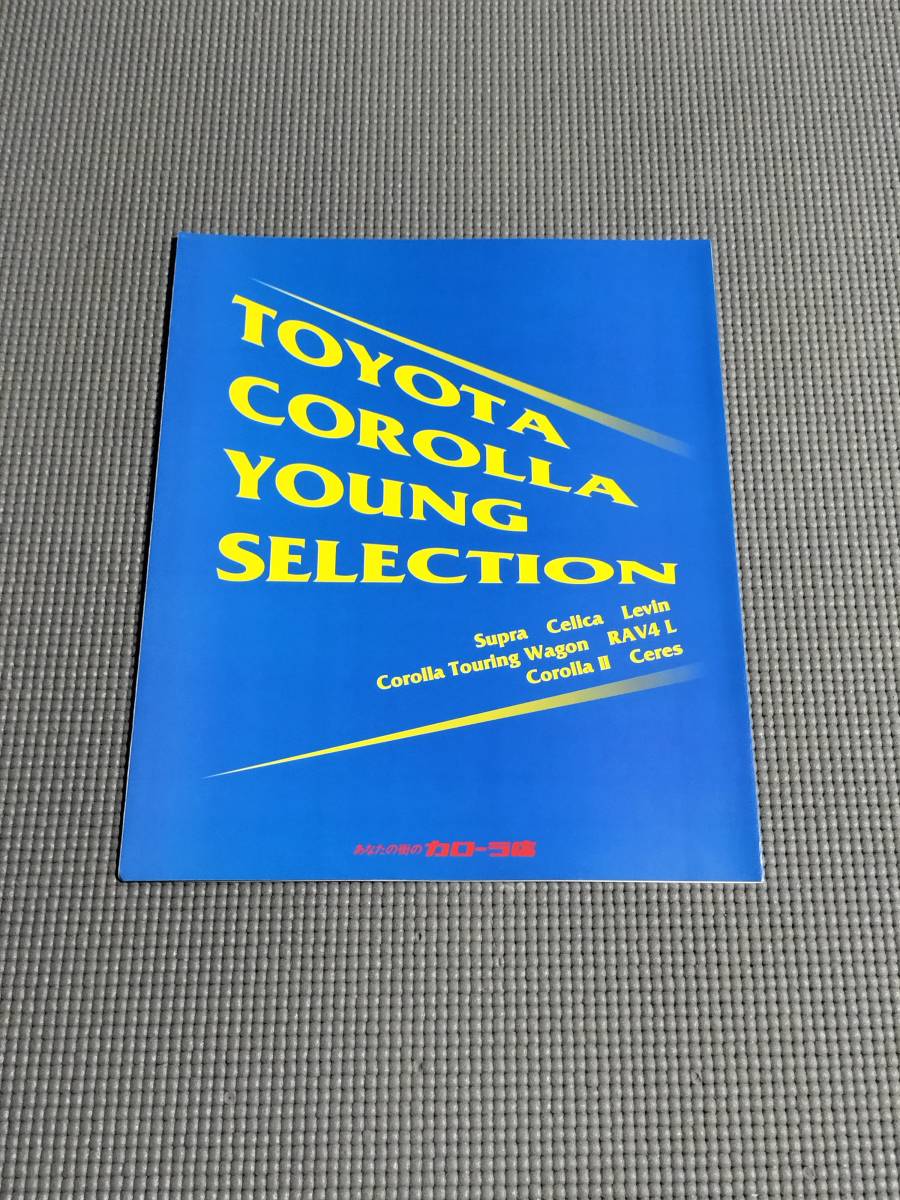 TOYOTA
COROLLA
YOUNG
SELECTION
Supra Celica Levin
Corolla Touring Wagon RAV4 L
Corolla II Ceres
あなたの街のカローラ店